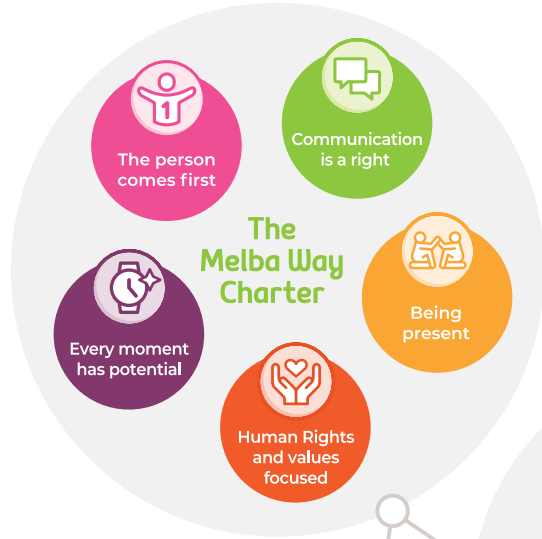 The person
comes first
1
Communication
is a right
The
Melba Way
Charter
Being
present
Every moment
has potential
Human Rights
and values
focused